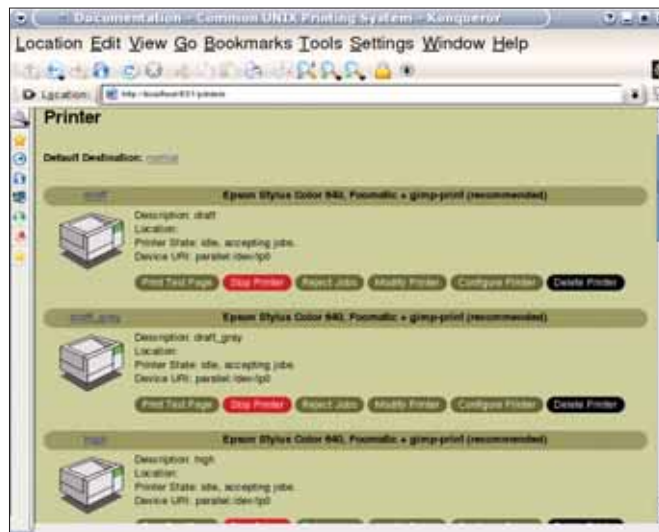 Documentation - Common UNIX Printing System - Konqueror
Location Edit View Go Bookmarks Tools Settings Window Help
Location: http://localhost:631/printers
Printer
Default Destination: normal
draft Epson Stylus Color 640, Foomatic + gimp-print (recommended)
Description: draft
Location:
Printer State: idle, accepting jobs.
Device URI: parallel:/dev/lp0
Print Test Page Stop Printer Reject Jobs Modify Printer Configure Printer Delete Printer
draft_gray Epson Stylus Color 640, Foomatic + gimp-print (recommended)
Description: draft_gray
Location:
Printer State: idle, accepting jobs.
Device URI: parallel:/dev/lp0
Print Test Page Stop Printer Reject Jobs Modify Printer Configure Printer Delete Printer
high Epson Stylus Color 640, Foomatic + gimp-print (recommended)
Description: high
Location:
Printer State: idle, accepting jobs.
Device URI: parallel:/dev/lp0